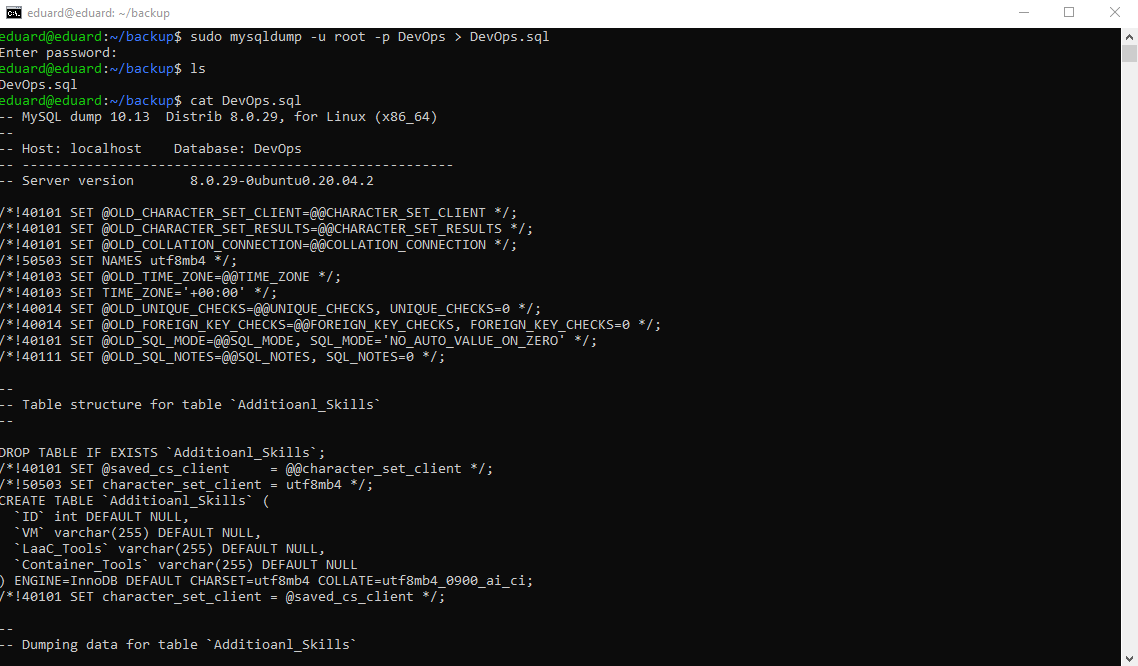 eduard@eduard: ~/backup
eduard@eduard:~/backup$ sudo mysqldump -u root -p DevOps > DevOps.sql
Enter password:
eduard@eduard:~/backup$ ls
DevOps.sql
eduard@eduard:~/backup$ cat DevOps.sql
-- MySQL dump 10.13  Distrib 8.0.29, for Linux (x86_64)
--
-- Host: localhost    Database: DevOps
-- ------------------------------------------------------
-- Server version       8.0.29-0ubuntu0.20.04.2
/*!40101 SET @OLD_CHARACTER_SET_CLIENT=@@CHARACTER_SET_CLIENT */;
/*!40101 SET @OLD_CHARACTER_SET_RESULTS=@@CHARACTER_SET_RESULTS */;
/*!40101 SET @OLD_COLLATION_CONNECTION=@@COLLATION_CONNECTION */;
/*!50503 SET NAMES utf8mb4 */;
/*!40103 SET @OLD_TIME_ZONE=@@TIME_ZONE */;
/*!40103 SET TIME_ZONE='+00:00' */;
/*!40014 SET @OLD_UNIQUE_CHECKS=@@UNIQUE_CHECKS, UNIQUE_CHECKS=0 */;
/*!40014 SET @OLD_FOREIGN_KEY_CHECKS=@@FOREIGN_KEY_CHECKS, FOREIGN_KEY_CHECKS=0 */;
/*!40101 SET @OLD_SQL_MODE=@@SQL_MODE, SQL_MODE='NO_AUTO_VALUE_ON_ZERO' */;
/*!40111 SET @OLD_SQL_NOTES=@@SQL_NOTES, SQL_NOTES=0 */;
--
-- Table structure for table `Additioanl_Skills`
--
DROP TABLE IF EXISTS `Additioanl_Skills`;
/*!40101 SET @saved_cs_client     = @@character_set_client */;
/*!50503 SET character_set_client = utf8mb4 */;
CREATE TABLE `Additioanl_Skills` (
  `ID` int DEFAULT NULL,
  `VM` varchar(255) DEFAULT NULL,
  `LaaC_Tools` varchar(255) DEFAULT NULL,
  `Container_Tools` varchar(255) DEFAULT NULL
) ENGINE=InnoDB DEFAULT CHARSET=utf8mb4 COLLATE=utf8mb4_0900_ai_ci;
/*!40101 SET character_set_client = @saved_cs_client */;
--
-- Dumping data for table `Additioanl_Skills`